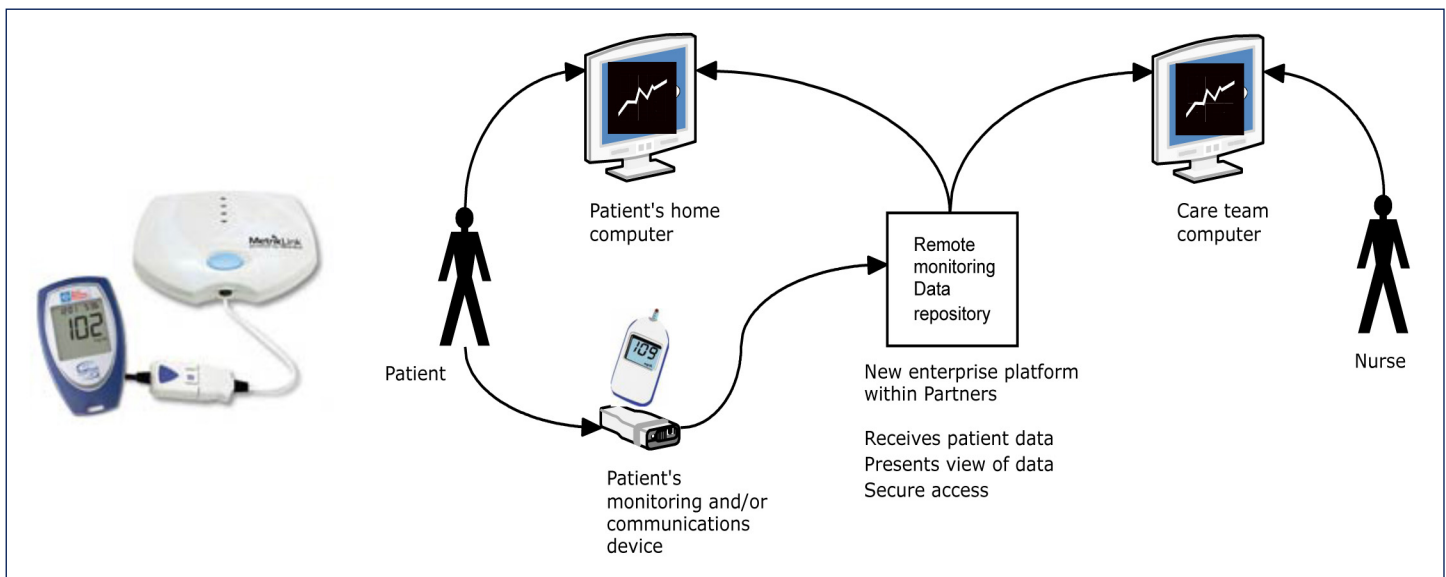 MetrikLink
102
Patient's home
computer
Care team
computer
Remote
monitoring
Data
repository
109
Patient
Nurse
New enterprise platform
within Partners
Receives patient data
Presents view of data
Secure access
Patient's
monitoring and/or
communications
device